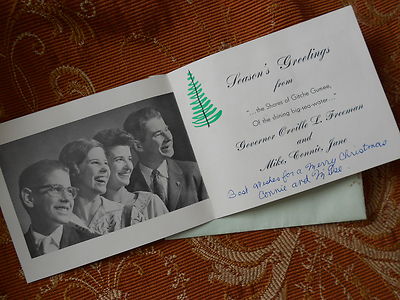 Season's Greetings
from
"...the Shores of Gitche Gumee,
Of the shining big-sea-water..."
Governor Orville L. Freeman
and
Mike, Connie, Jane
Best Wishes for a Merry Christmas
Connie and Mike